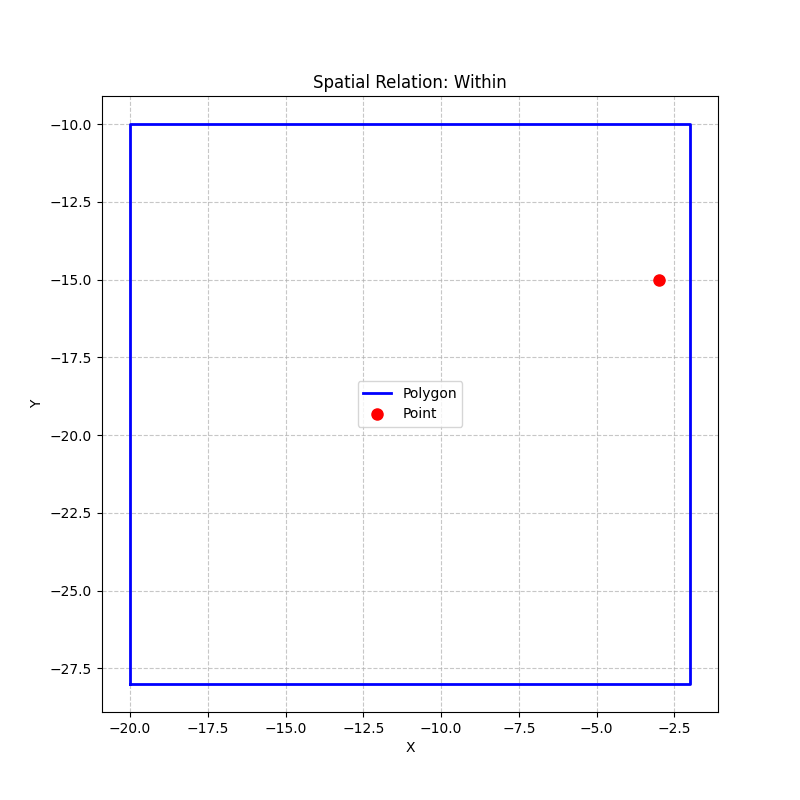 Spatial Relation: Within
Y
−10.0
−12.5
−15.0
−17.5
−20.0
−22.5
−25.0
−27.5
Polygon
Point
−20.0 −17.5 −15.0 −12.5 −10.0 −7.5 −5.0 −2.5
X